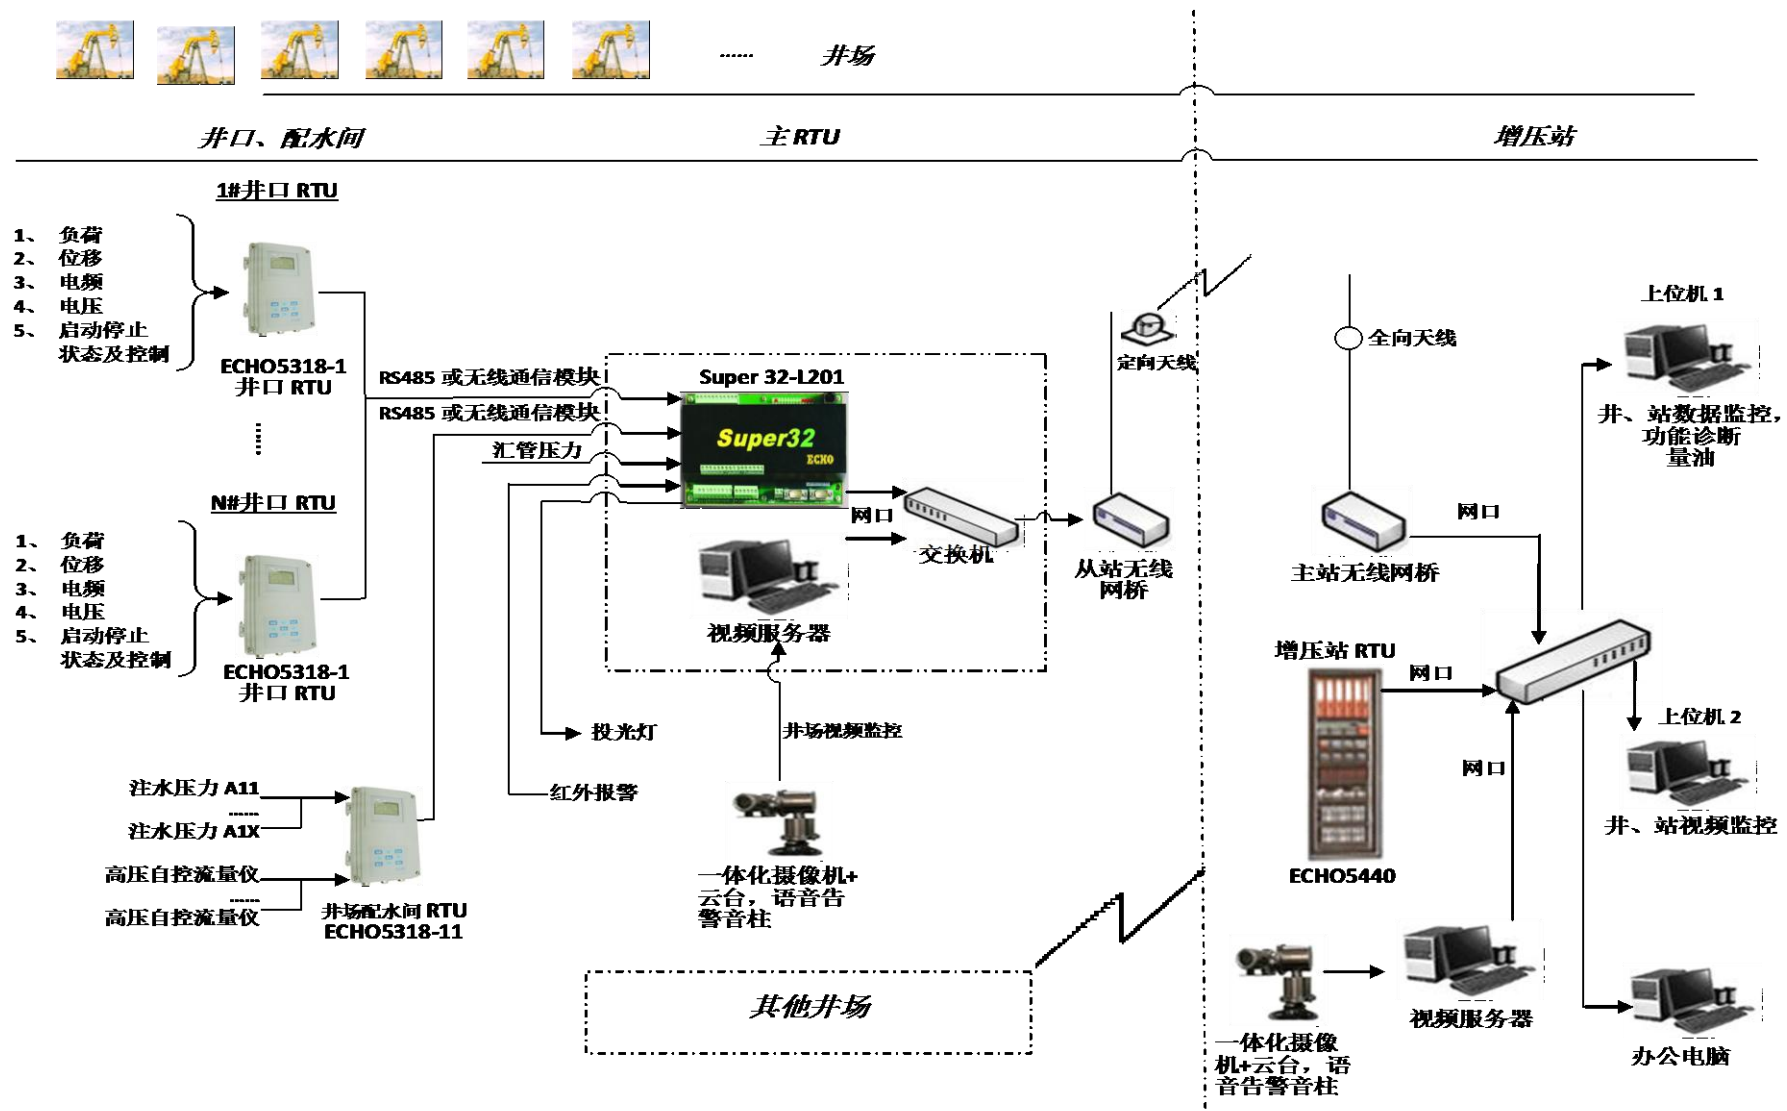 ...... 井场
井口、配水间
主 RTU
增压站
1#井口 RTU
1、 负荷
2、 位移
3、 电频
4、 电压
5、 启动停止
状态及控制
ECHO5318-1
井口 RTU
......
N#井口 RTU
1、 负荷
2、 位移
3、 电频
4、 电压
5、 启动停止
状态及控制
ECHO5318-1
井口 RTU
注水压力 A11
......
注水压力 A1X
高压自控流量仪
......
高压自控流量仪
井场配水间 RTU
ECHO5318-11
RS485 或无线通信模块
RS485 或无线通信模块
汇管压力
Super 32-L201
Super32
ECHO
网口
交换机
视频服务器
投光灯
红外报警
井场视频监控
一体化摄像机+
云台，语音告
警音柱
其他井场
定向天线
从站无线
网桥
全向天线
主站无线网桥
网口
增压站 RTU
网口
ECHO5440
网口
一体化摄像
机+云台，语
音告警音柱
视频服务器
上位机 1
井、站数据监控，
功能诊断
量油
上位机 2
井、站视频监控
办公电脑